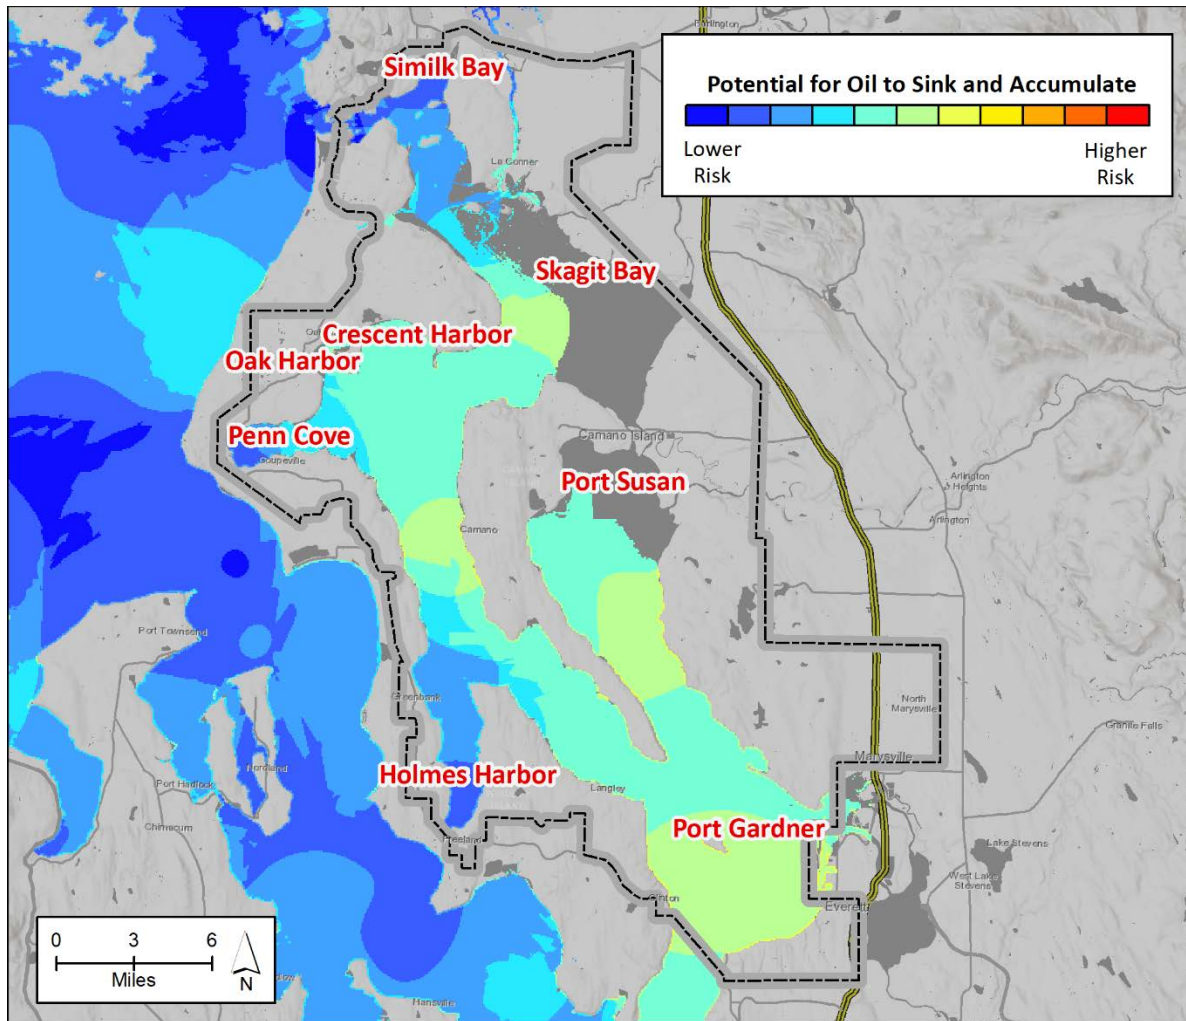 Similk Bay
Potential for Oil to Sink and Accumulate
Lower
Risk
Higher
Risk
La Conner
Skagit Bay
Crescent Harbor
Oak Harbor
Penn Cove
Coupeville
Camano Island
Port Susan
Camano
Arlington
Heights
Arlington
Port Townsend
Greenbank
North
Marysville
Granite Falls
Marysville
Nordland
Port Hadlock
Holmes Harbor
Langley
Chimacum
Freeland
Port Gardner
Lake Stevens
West Lake
Stevens
Clinton
Everett
0 3 6
Miles
N
Hansville